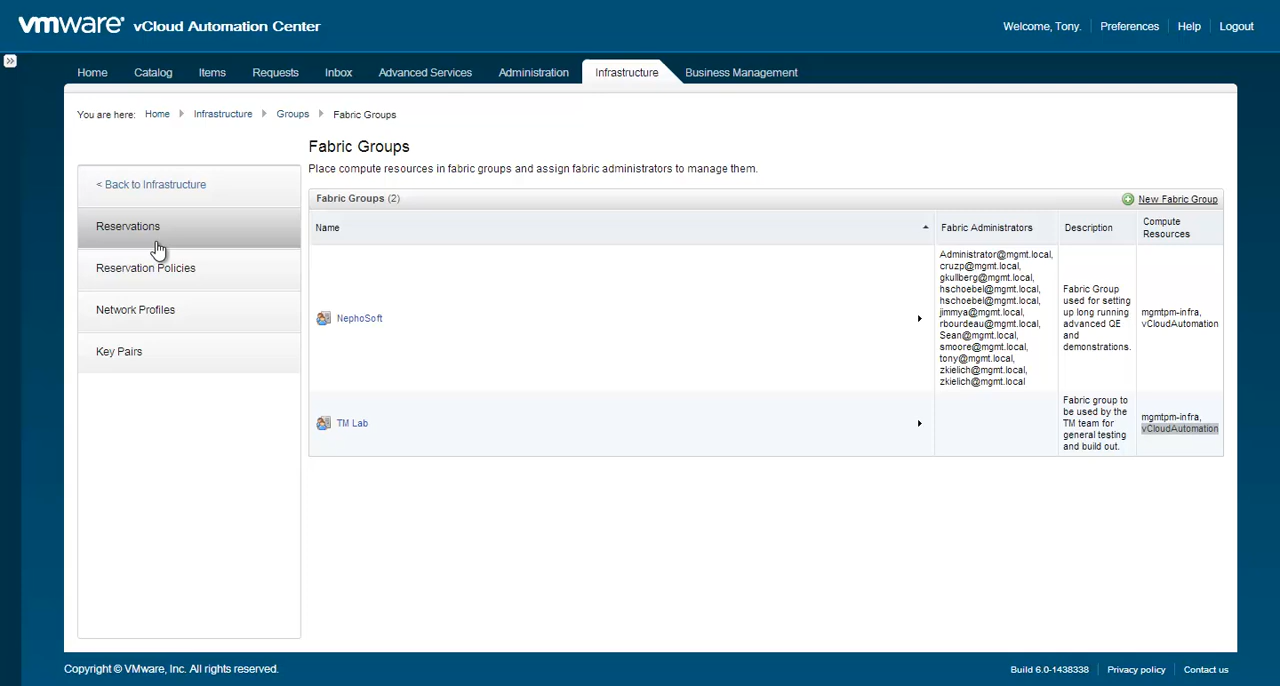 vmware® vCloud Automation Center
Welcome, Tony. Preferences Help Logout
Home Catalog Items Requests Inbox Advanced Services Administration Infrastructure Business Management
You are here: Home Infrastructure Groups Fabric Groups
< Back to Infrastructure
Reservations
Reservation Policies
Network Profiles
Key Pairs
Fabric Groups
Place compute resources in fabric groups and assign fabric administrators to manage them.
Fabric Groups (2)
New Fabric Group
Name
Fabric Administrators
Description
Compute
Resources
NephoSoft
Administrator@mgmt.local,
cruzp@mgmt.local,
gkullberg@mgmt.local,
hschoebel@mgmt.local,
hschoebel@mgmt.local,
jimmya@mgmt.local,
rbourdeau@mgmt.local,
Sean@mgmt.local,
smoore@mgmt.local,
tony@mgmt.local,
zkielich@mgmt.local,
zkielich@mgmt.local
Fabric Group
used for setting
up long running
advanced QE
and
demonstrations.
mgmtpm-infra,
vCloudAutomation
TM Lab
Fabric group to
be used by the
TM team for
general testing
and build out.
mgmtpm-infra,
vCloudAutomation
Copyright © VMware, Inc. All rights reserved.
Build 6.0-1438338 Privacy policy Contact us